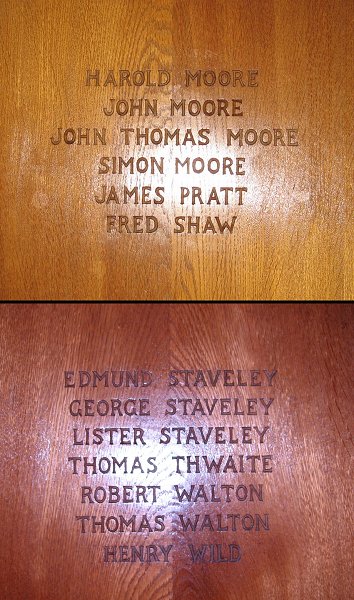 HAROLD MOORE
JOHN MOORE
JOHN THOMAS MOORE
SIMON MOORE
JAMES PRATT
FRED SHAW
EDMUND STAVELEY
GEORGE STAVELEY
LISTER STAVELEY
THOMAS THWAITE
ROBERT WALTON
THOMAS WALTON
HENRY WILD